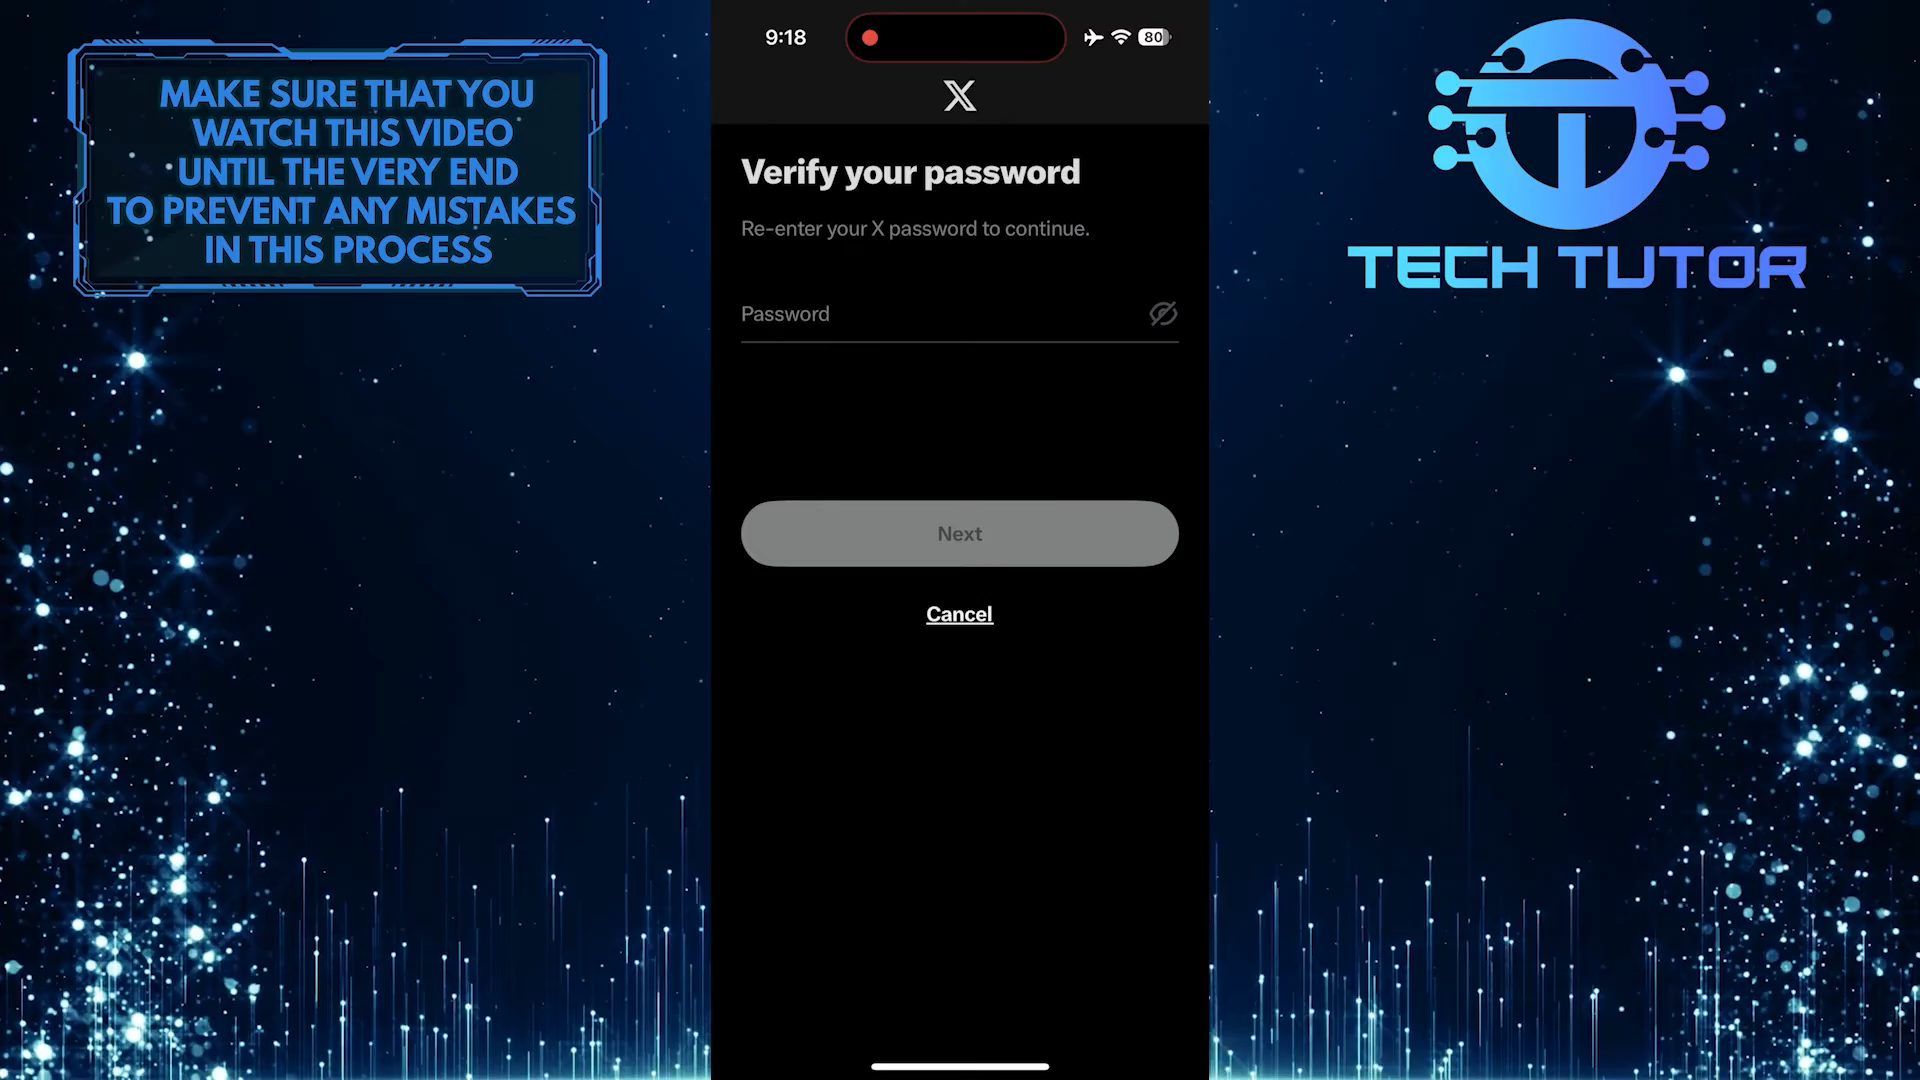 MAKE SURE THAT YOU
WATCH THIS VIDEO
UNTIL THE VERY END
TO PREVENT ANY MISTAKES
IN THIS PROCESS
9:18
80
Verify your password
Re-enter your X password to continue.
Password
Next
Cancel
TECH TUTOR